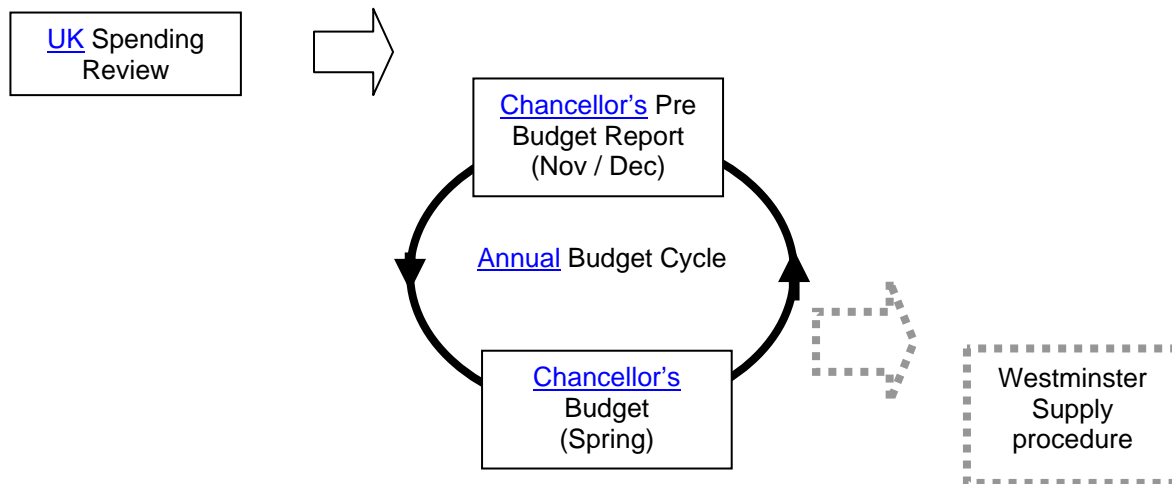 UK Spending
Review
Chancellor's Pre
Budget Report
(Nov / Dec)
Annual Budget Cycle
Chancellor's
Budget
(Spring)
Westminster
Supply
procedure